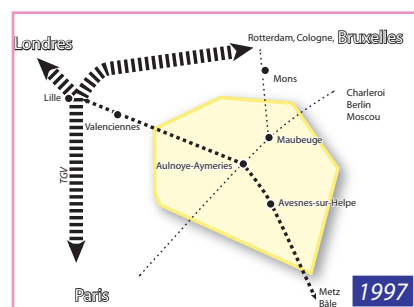 Rotterdam, Cologne, Bruxelles
Londres
Mons
Lille
Charleroi
Berlin
Moscou
Valenciennes
Maubeuge
Aulnoye-Aymeries
TGV
Avesnes-sur-Helpe
Paris
Metz
Bâle
1997